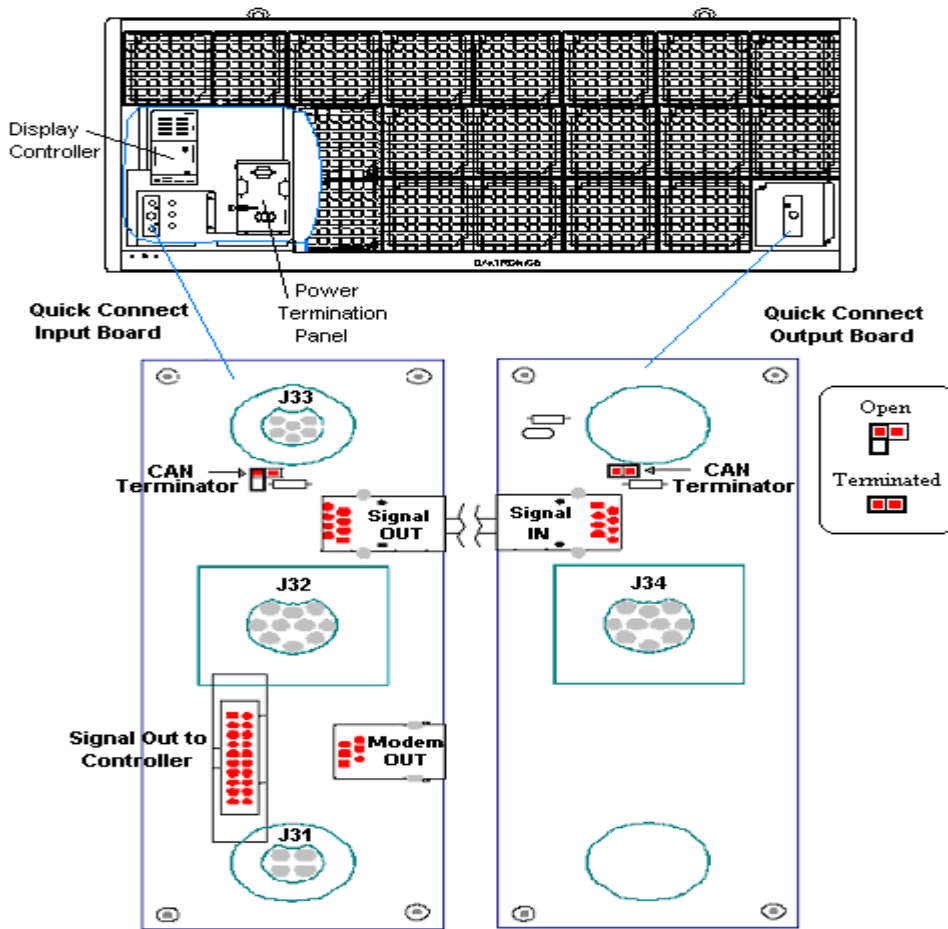 Display
Controller
DAKTRONICS
Power
Termination
Panel
Quick Connect
Input Board
Quick Connect
Output Board
J33
CAN
Terminator
Signal
OUT
Signal
IN
CAN
Terminator
Open
Terminated
J32
J34
Signal Out to
Controller
Modem
OUT
J31